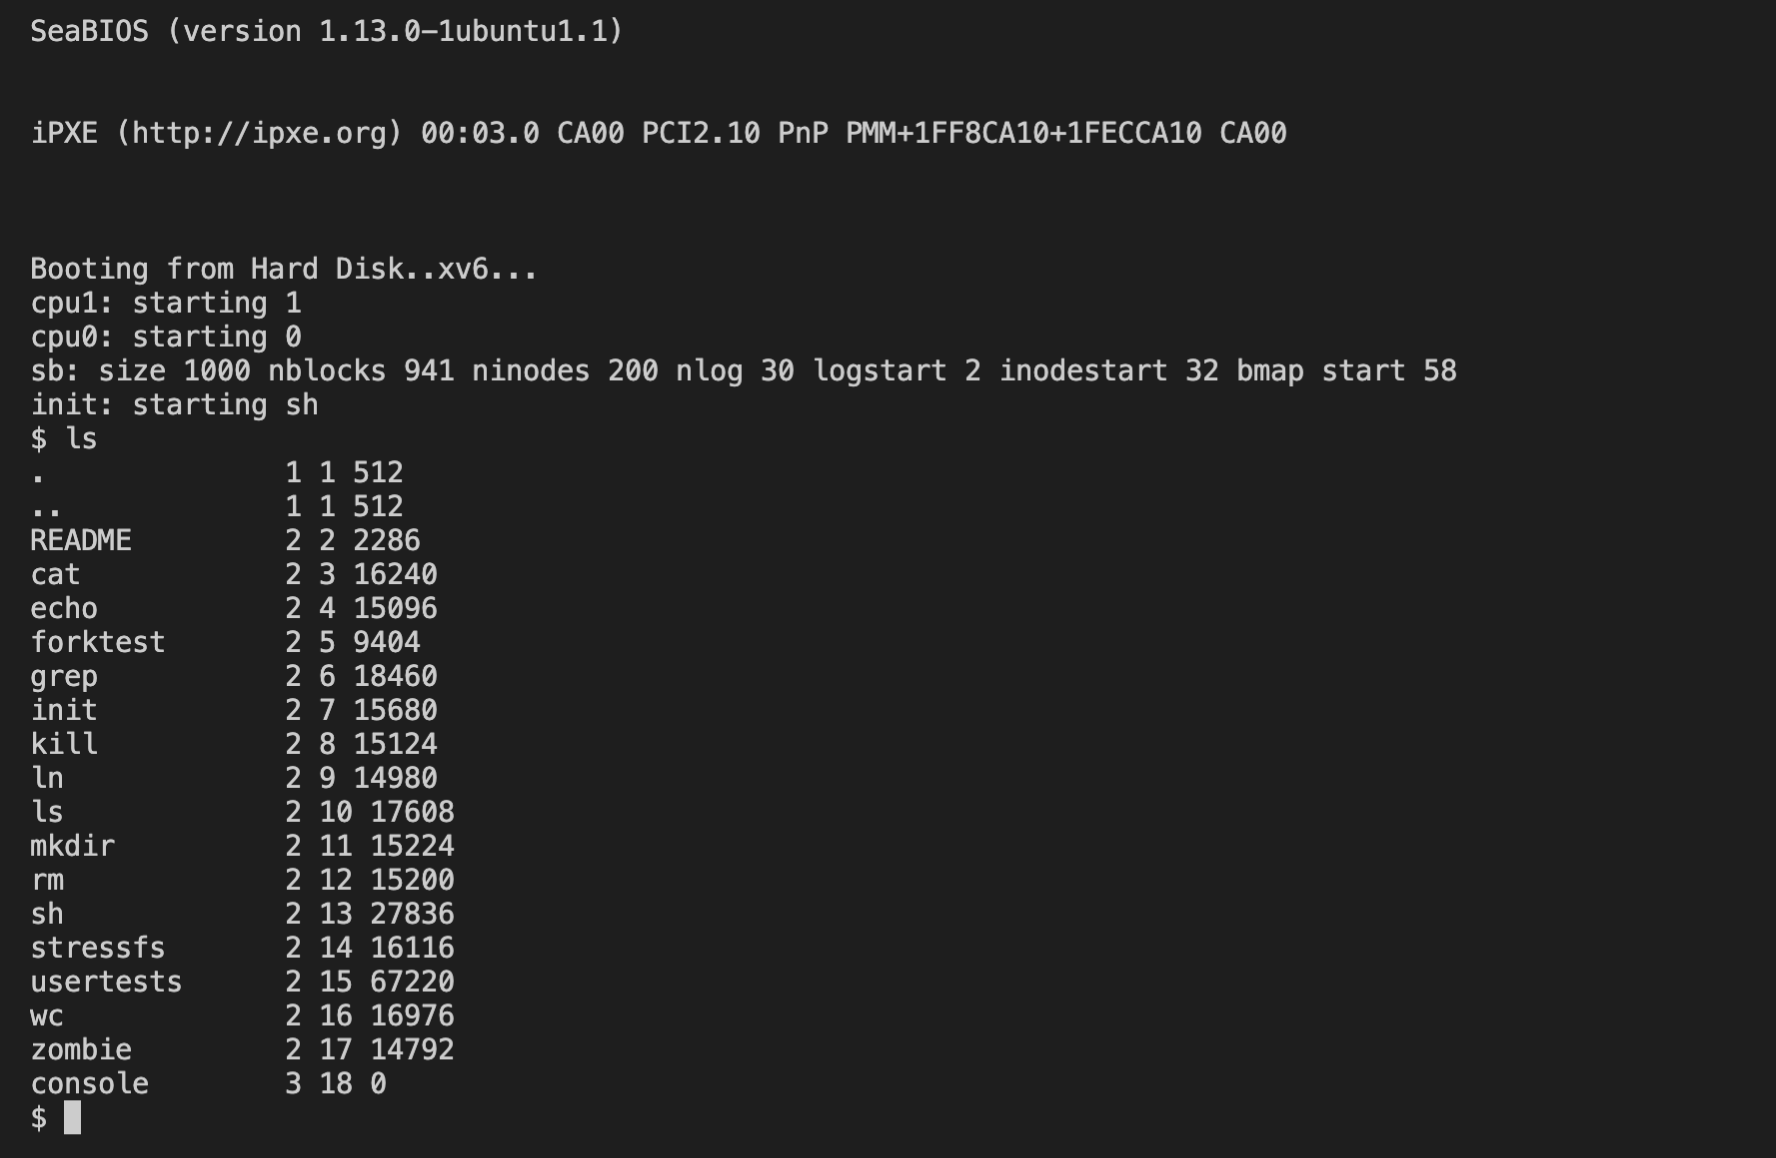 SeaBIOS (version 1.13.0-1ubuntu1.1)
iPXE (http://ipxe.org) 00:03.0 CA00 PCI2.10 PnP PMM+1FF8CA10+1FECCA10 CA00
Booting from Hard Disk..xv6...
cpu1: starting 1
cpu0: starting 0
sb: size 1000 nblocks 941 ninodes 200 nlog 30 logstart 2 inodestart 32 bmap start 58
init: starting sh
$ ls
.              1 1 512
..             1 1 512
README         2 2 2286
cat            2 3 16240
echo           2 4 15096
forktest       2 5 9404
grep           2 6 18460
init           2 7 15680
kill           2 8 15124
ln             2 9 14980
ls             2 10 17608
mkdir          2 11 15224
rm             2 12 15200
sh             2 13 27836
stressfs       2 14 16116
usertests      2 15 67220
wc             2 16 16976
zombie         2 17 14792
console        3 18 0
$